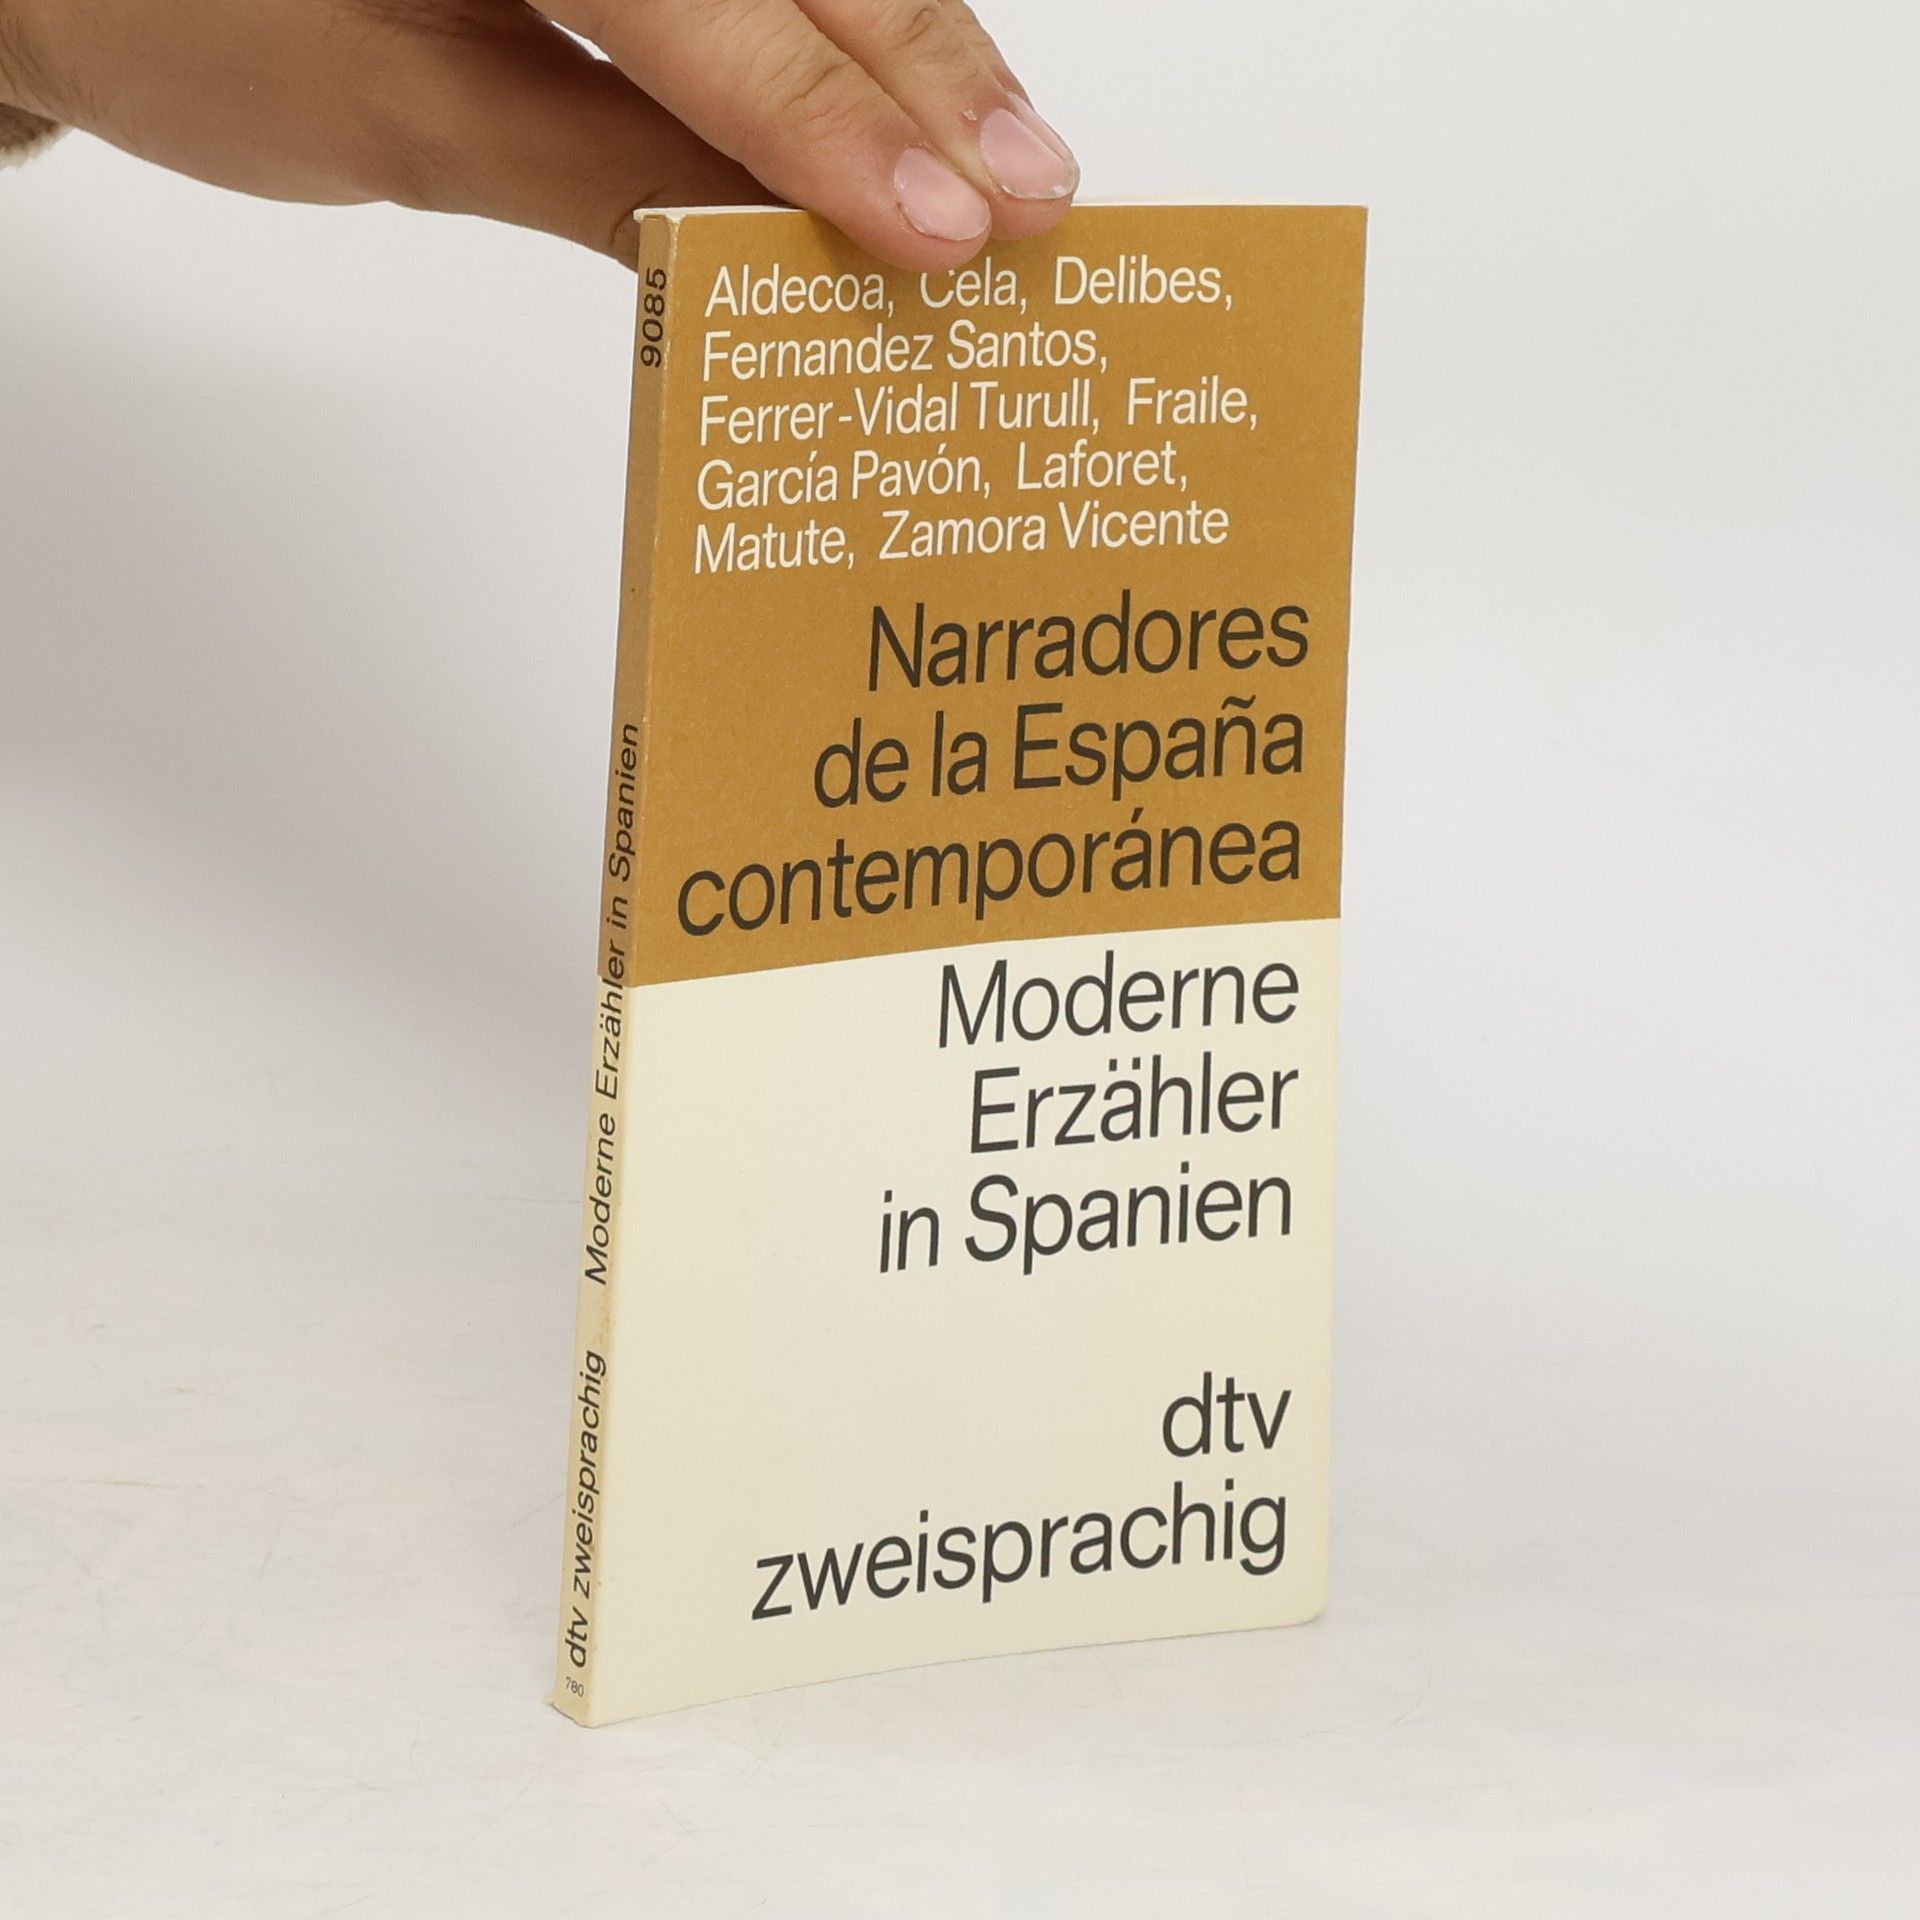 Aldecoa, Cela, Delibes,
Fernandez Santos,
Ferrer-Vidal Turull, Fraile,
García Pavón, Laforet,
Matute, Zamora Vicente
Narradores
de la España
contemporánea
Moderne
Erzähler
in Spanien
dtv
zweisprachig
780 dtv zweisprachig Moderne Erzähler in Spanien 9085